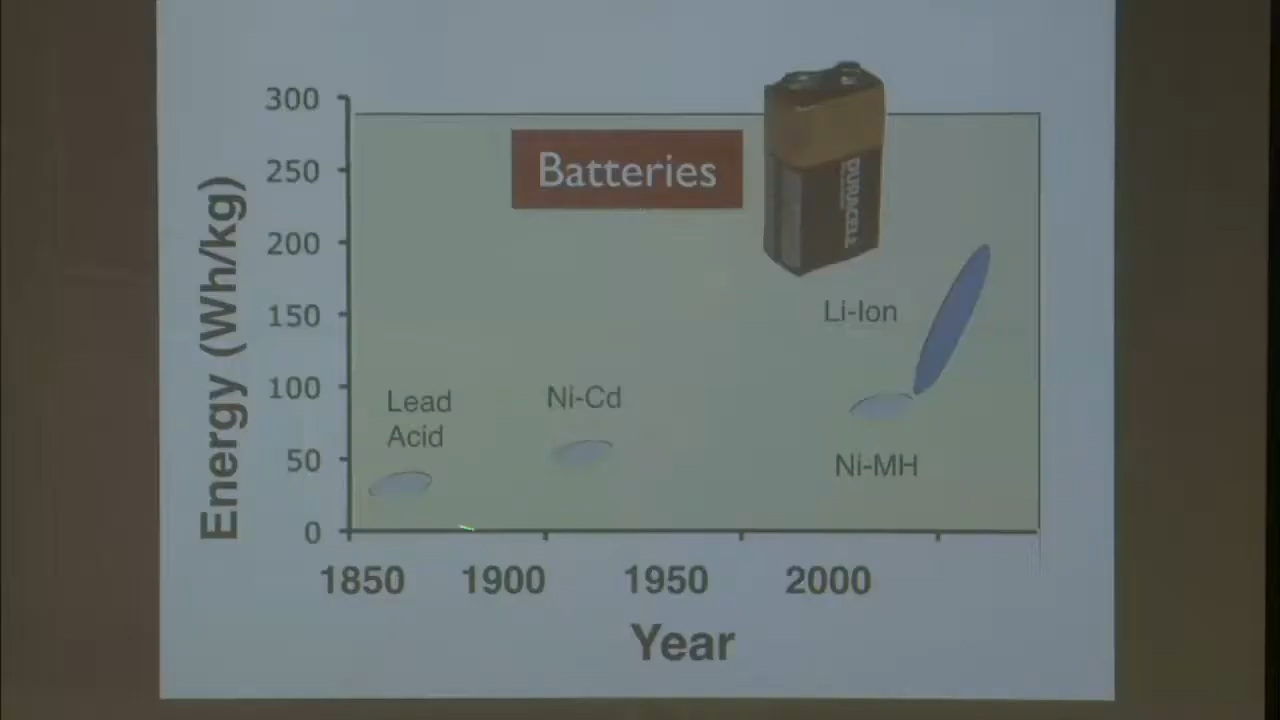 300
250
200
150
100
50
0
Energy (Wh/kg)
Batteries
DURACELL
Li-Ion
Lead
Acid
Ni-Cd
Ni-MH
1850 1900 1950 2000
Year